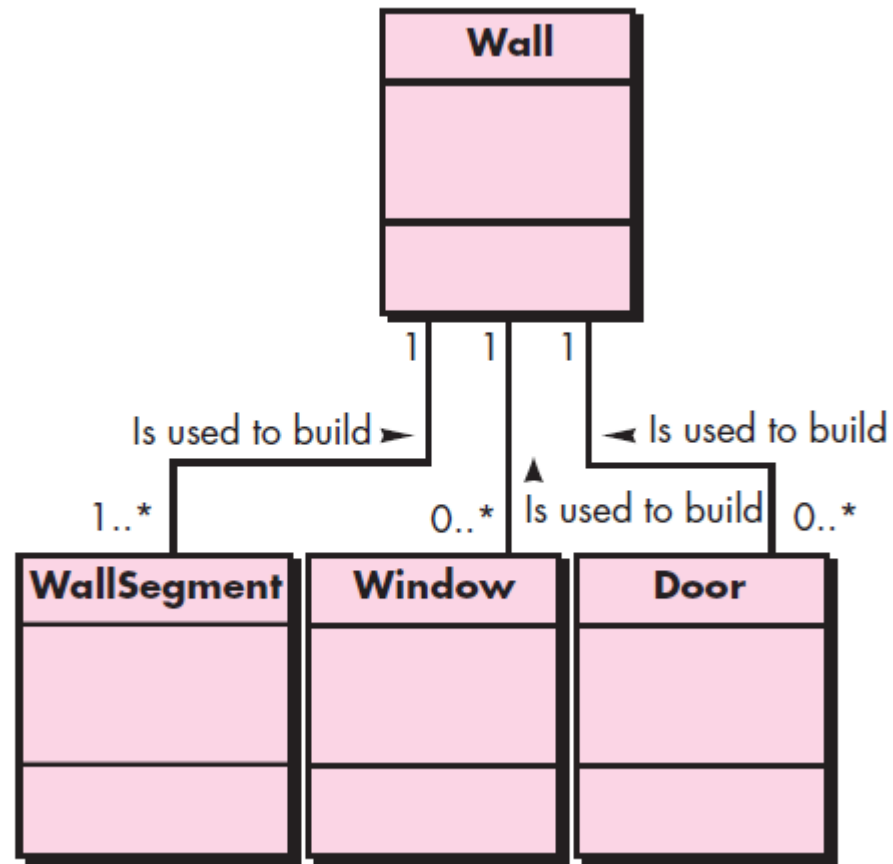 Wall
1 1 1
Is used to build ◄ Is used to build
1..* 0..* Is used to build 0..*
WallSegment Window Door